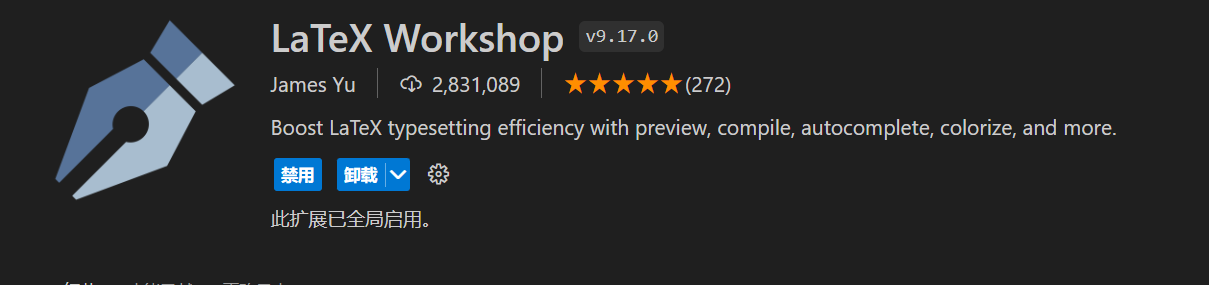 LaTeX Workshop v9.17.0
James Yu 2,831,089 (272)
Boost LaTeX typesetting efficiency with preview, compile, autocomplete, colorize, and more.
禁用 卸载
此扩展已全局启用。